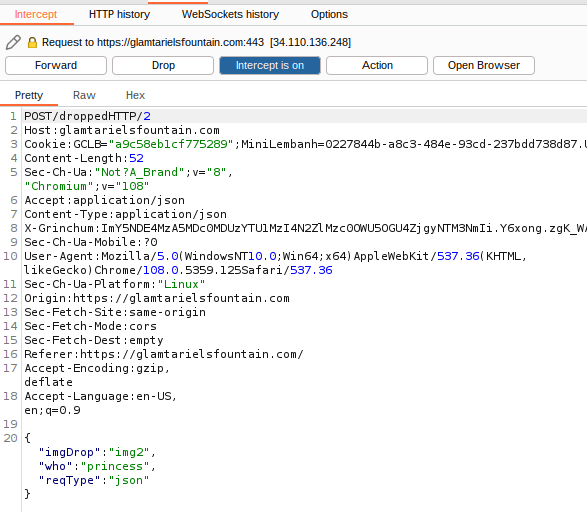 Intercept HTTP history WebSockets history Options
Request to https://glamtarielsfountain.com:443 [34.110.136.248]
Forward Drop Intercept is on Action Open Browser
Pretty Raw Hex
1 POST/droppedHTTP/2
2 Host:glamtarielsfountain.com
3 Cookie:GCLB="a9c58eb1cf775289";MiniLembanh=0227844b-a8c3-484e-93cd-237bdd738d87.U
4 Content-Length:52
5 Sec-Ch-Ua:"Not?A_Brand";v="8",
"Chromium";v="108"
6 Accept:application/json
7 Content-Type:application/json
8 X-Grinchum:ImY5NDE4MzA5MDc0MDUzYTU1MzI4N2ZlMzc0OWU5OGU4ZjgyNTM3NmIi.Y6xong.zgK_WA
9 Sec-Ch-Ua-Mobile:?0
10 User-Agent:Mozilla/5.0(WindowsNT10.0;Win64;x64)AppleWebKit/537.36(KHTML,
likeGecko)Chrome/108.0.5359.125Safari/537.36
11 Sec-Ch-Ua-Platform:"Linux"
12 Origin:https://glamtarielsfountain.com
13 Sec-Fetch-Site:same-origin
14 Sec-Fetch-Mode:cors
15 Sec-Fetch-Dest:empty
16 Referer:https://glamtarielsfountain.com/
17 Accept-Encoding:gzip,
deflate
18 Accept-Language:en-US,
en;q=0.9
19
20 {
"imgDrop":"img2",
"who":"princess",
"reqType":"json"
}